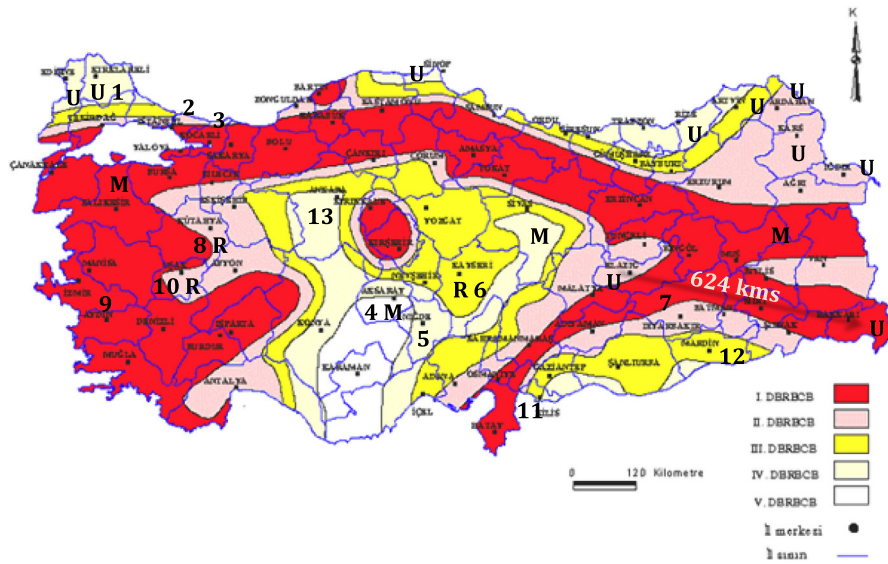 K
SİNOP
U
EDİRNE
KIRKLARELİ
U
U 1
BARTIN
ZONGULDAK
KASTAMONU
KARABÜK
SAMSUN
ORDU
GİRESUN
TRABZON
RİZE
ARTVİN
U
U
U
ARDAHAN
TEKİRDAĞ
İSTANBUL
2
3
KOCAELİ
YALOVA
SAKARYA
BOLU
ÇANKIRI
ÇORUM
AMASYA
TOKAT
GÜMÜŞHANE
BAYBURT
KARS
U
U
IĞDIR
AĞRI
ERZURUM
ÇANAKKALE
M
BURSA
BİLECİK
BALIKESİR
ESKİŞEHİR
ANKARA
KIRIKKALE
13
YOZGAT
SİVAS
M
ERZİNCAN
TUNCELİ
BİNGÖL
MUŞ
M
KÜTAHYA
8 R
KIRŞEHİR
NEVŞEHİR
KAYSERİ
R 6
MANİSA
UŞAK
AFYON
10 R
ELAZIĞ
U
MALATYA
BİTLİS
VAN
624 kms
İZMİR
9
AYDIN
DENİZLİ
ISPARTA
BURDUR
AKSARAY
4 M
NİĞDE
5
KONYA
KAHRAMANMARAŞ
ADIYAMAN
7
DİYARBAKIR
BATMAN
SİİRT
ŞIRNAK
HAKKARİ
U
MUĞLA
ANTALYA
KARAMAN
ADANA
İÇEL
OSMANİYE
GAZİANTEP
ŞANLIURFA
MARDİN
12
11
KİLİS
HATAY
I. DBRBCB
II. DBRBCB
III. DBRBCB
IV. DBRBCB
V. DBRBCB
0 120 Kilometre
İl merkezi
İl sınırı